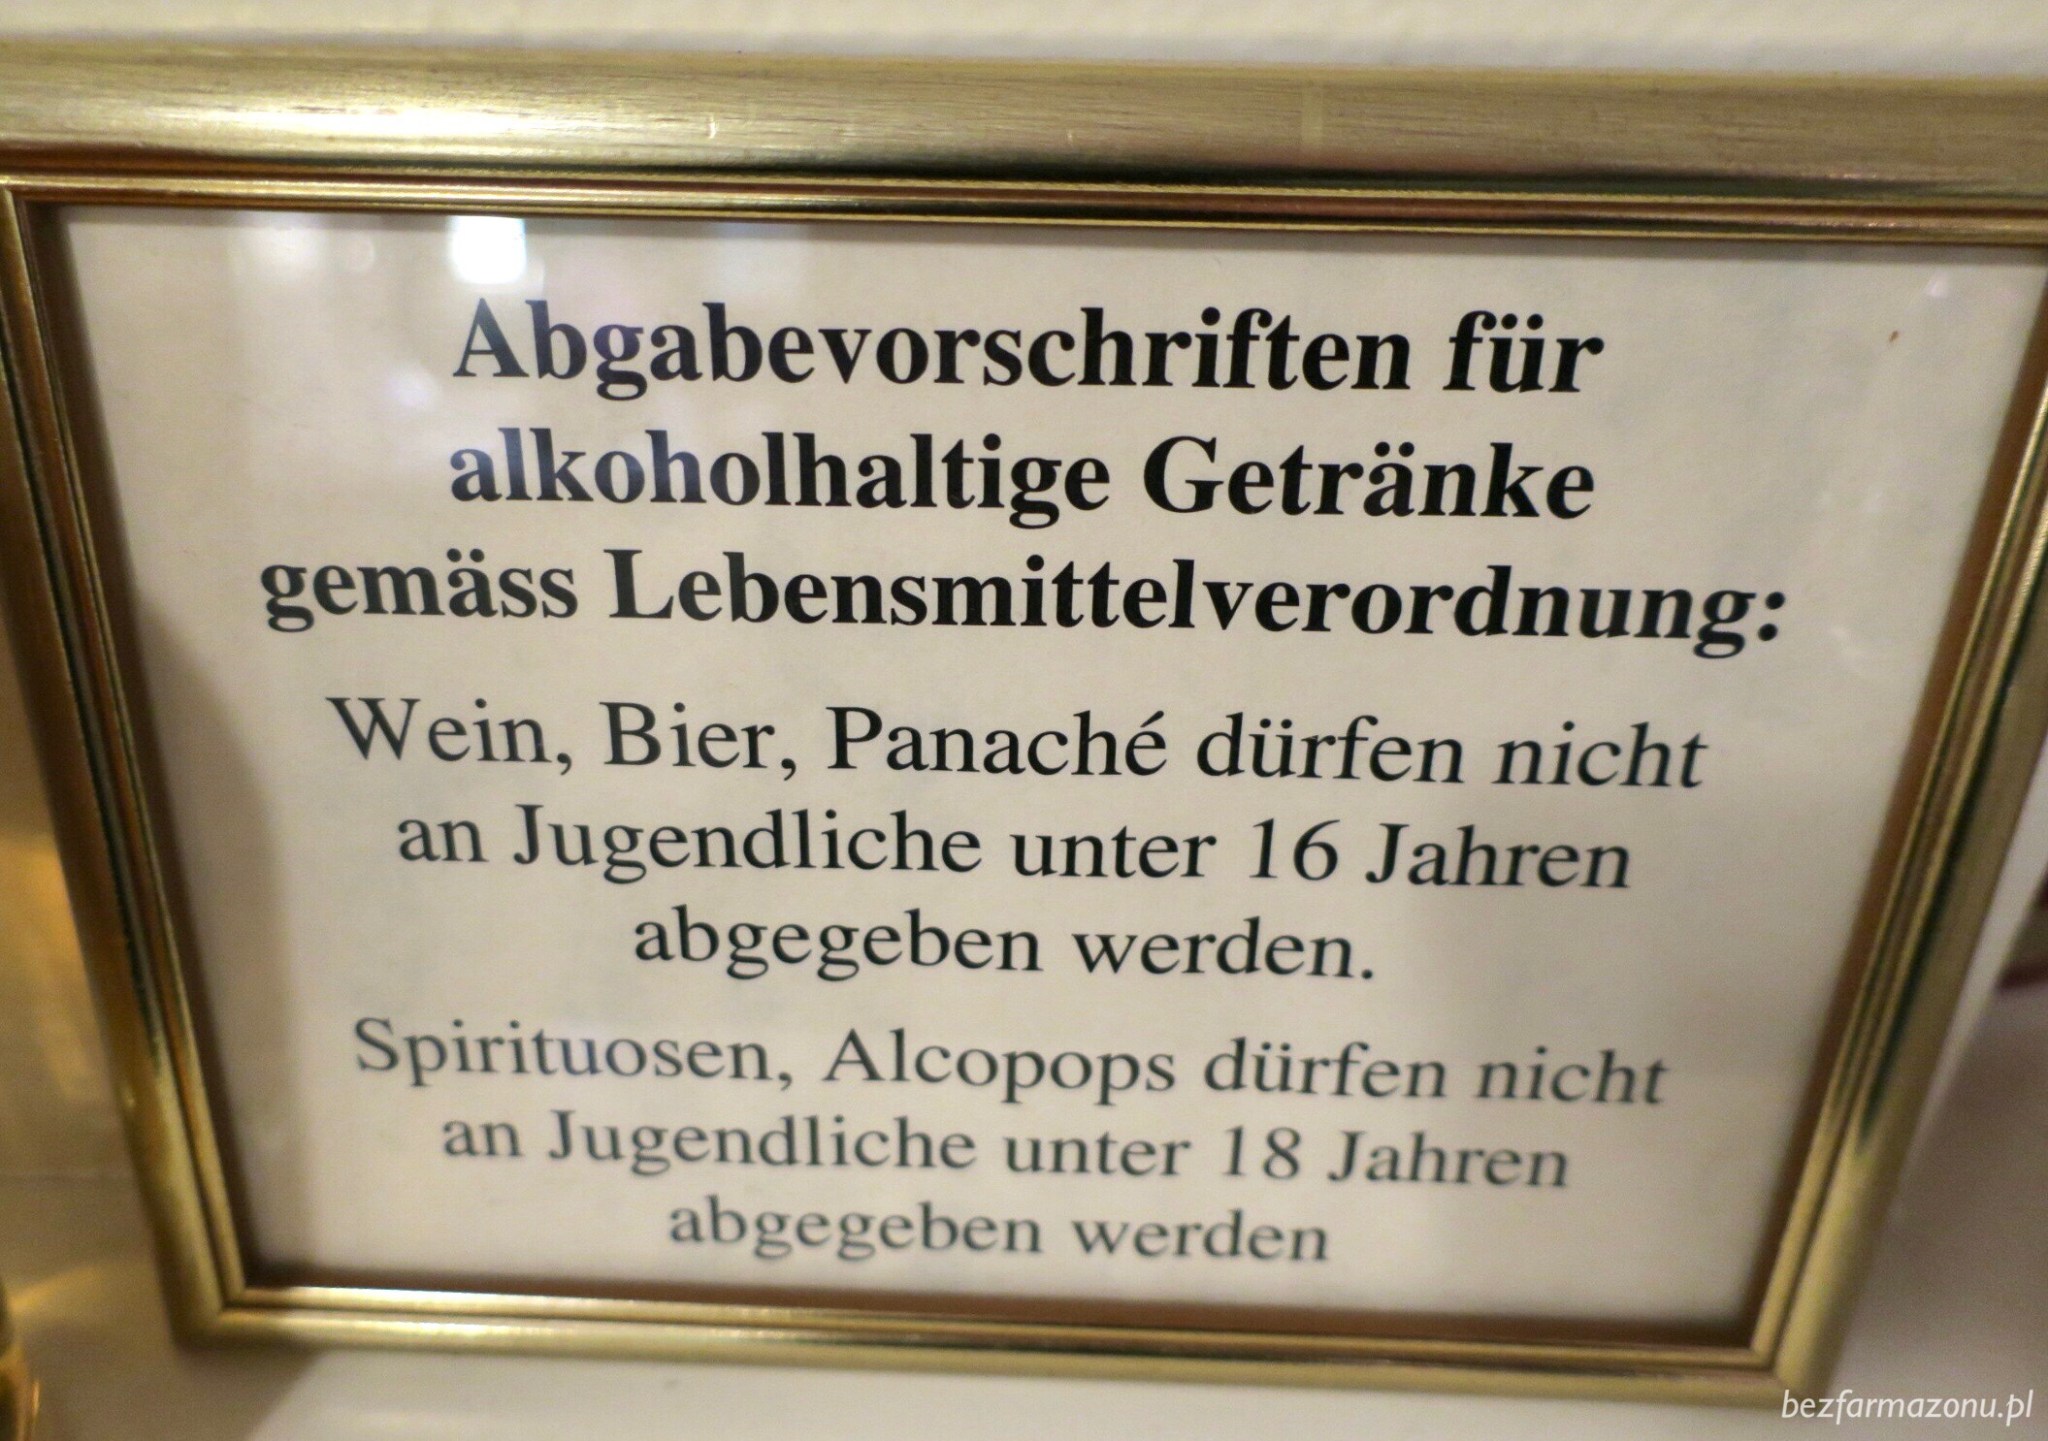 Abgabevorschriften für
alkoholhaltige Getränke
gemäss Lebensmittelverordnung:
Wein, Bier, Panaché dürfen nicht
an Jugendliche unter 16 Jahren
abgegeben werden.
Spirituosen, Alcopops dürfen nicht
an Jugendliche unter 18 Jahren
abgegeben werden
bezfarmazonu.pl